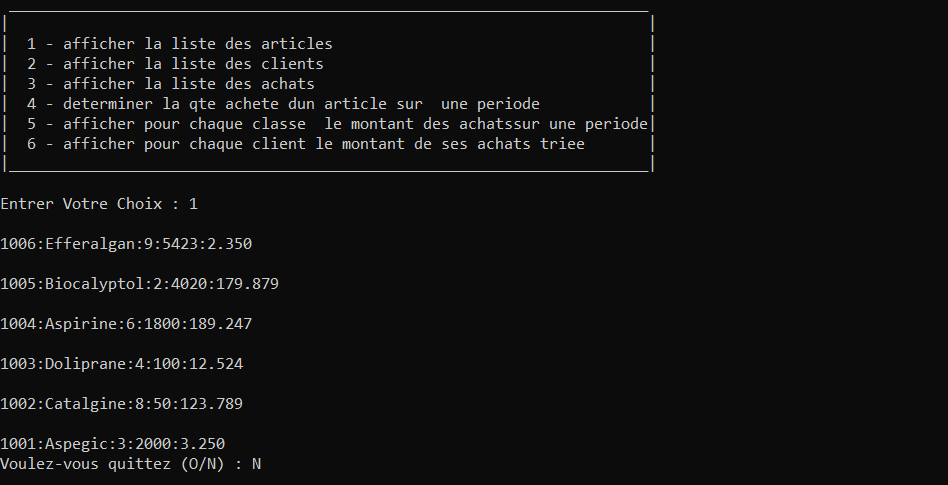 1 - afficher la liste des articles
2 - afficher la liste des clients
3 - afficher la liste des achats
4 - determiner la qte achete dun article sur  une periode
5 - afficher pour chaque classe  le montant des achatssur une periode
6 - afficher pour chaque client le montant de ses achats triee
Entrer Votre Choix : 1
1006:Efferalgan:9:5423:2.350
1005:Biocalyptol:2:4020:179.879
1004:Aspirine:6:1800:189.247
1003:Doliprane:4:100:12.524
1002:Catalgine:8:50:123.789
1001:Aspegic:3:2000:3.250
Voulez-vous quittez (O/N) : N